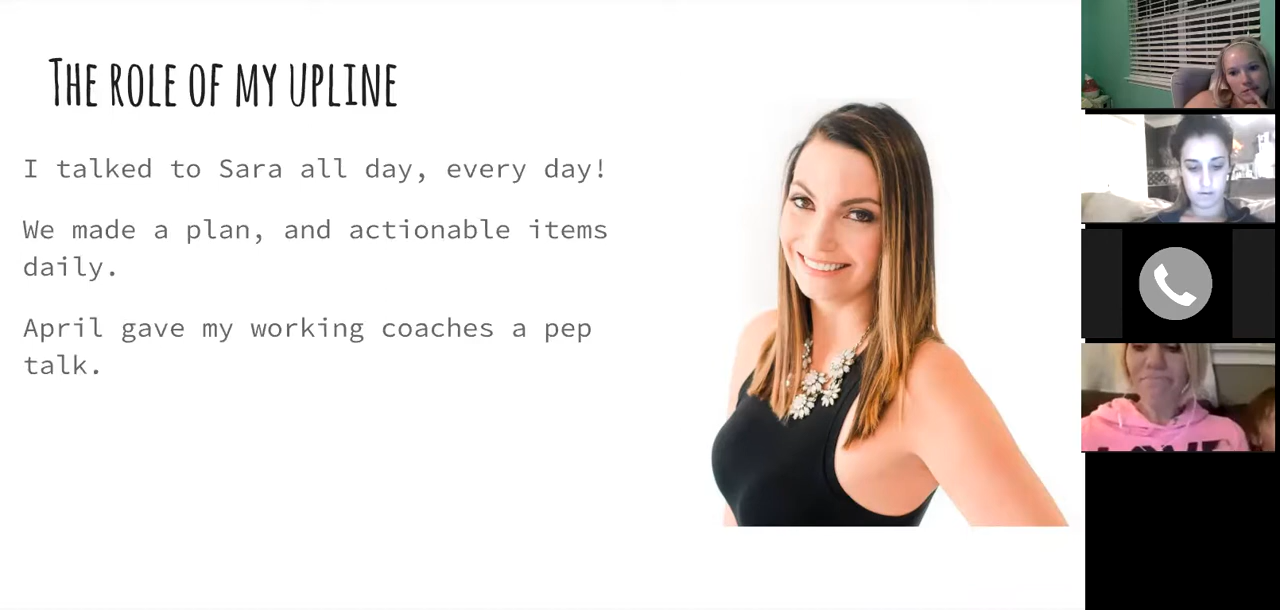 The role of my upline
I talked to Sara all day, every day!
We made a plan, and actionable items
daily.
April gave my working coaches a pep
talk.